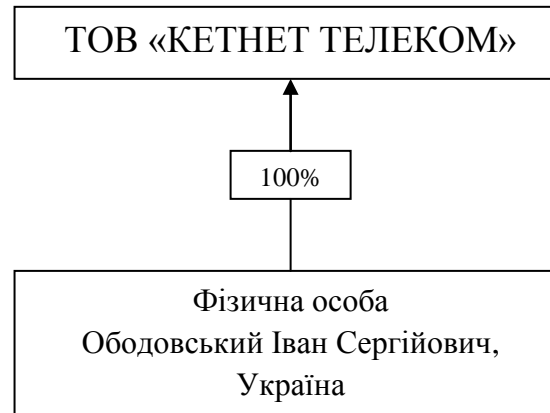 ТОВ «КЕТНЕТ ТЕЛЕКОМ»
100%
Фізична особа
Ободовський Іван Сергійович,
Україна